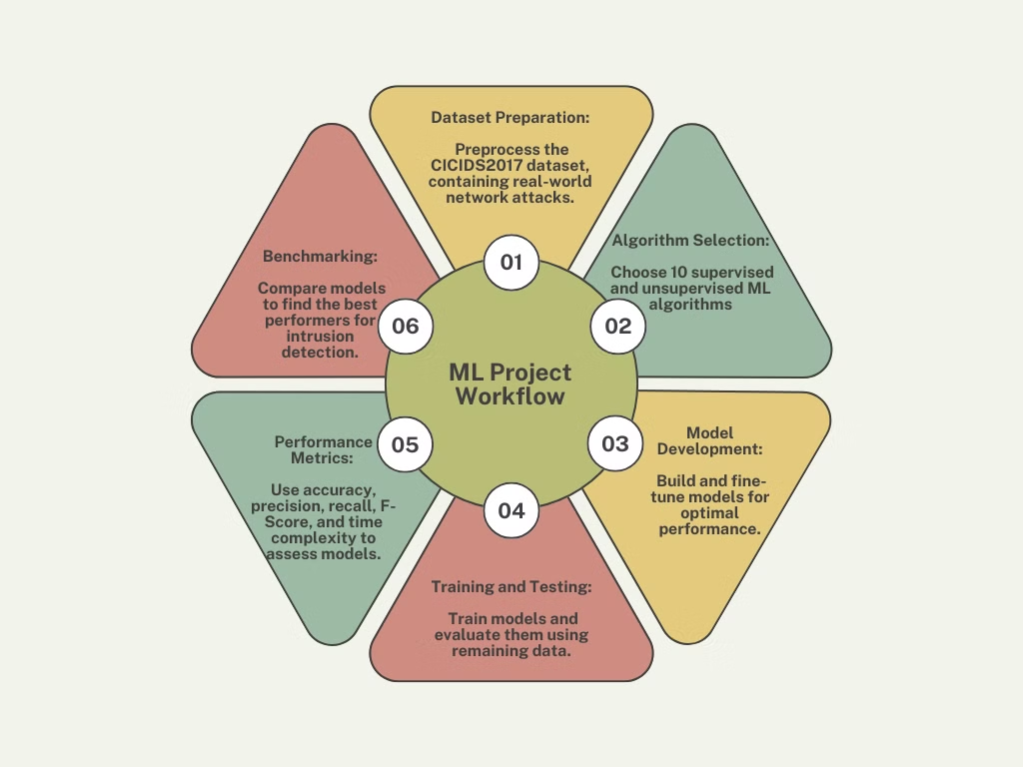 ML Project
Workflow
01
Dataset Preparation:
Preprocess the
CICIDS2017 dataset,
containing real-world
network attacks.
02
Algorithm Selection:
Choose 10 supervised
and unsupervised ML
algorithms
03
Model
Development:
Build and fine-
tune models for
optimal
performance.
04
Training and Testing:
Train models and
evaluate them using
remaining data.
05
Performance
Metrics:
Use accuracy,
precision, recall, F-
Score, and time
complexity to
assess models.
06
Benchmarking:
Compare models
to find the best
performers for
intrusion
detection.